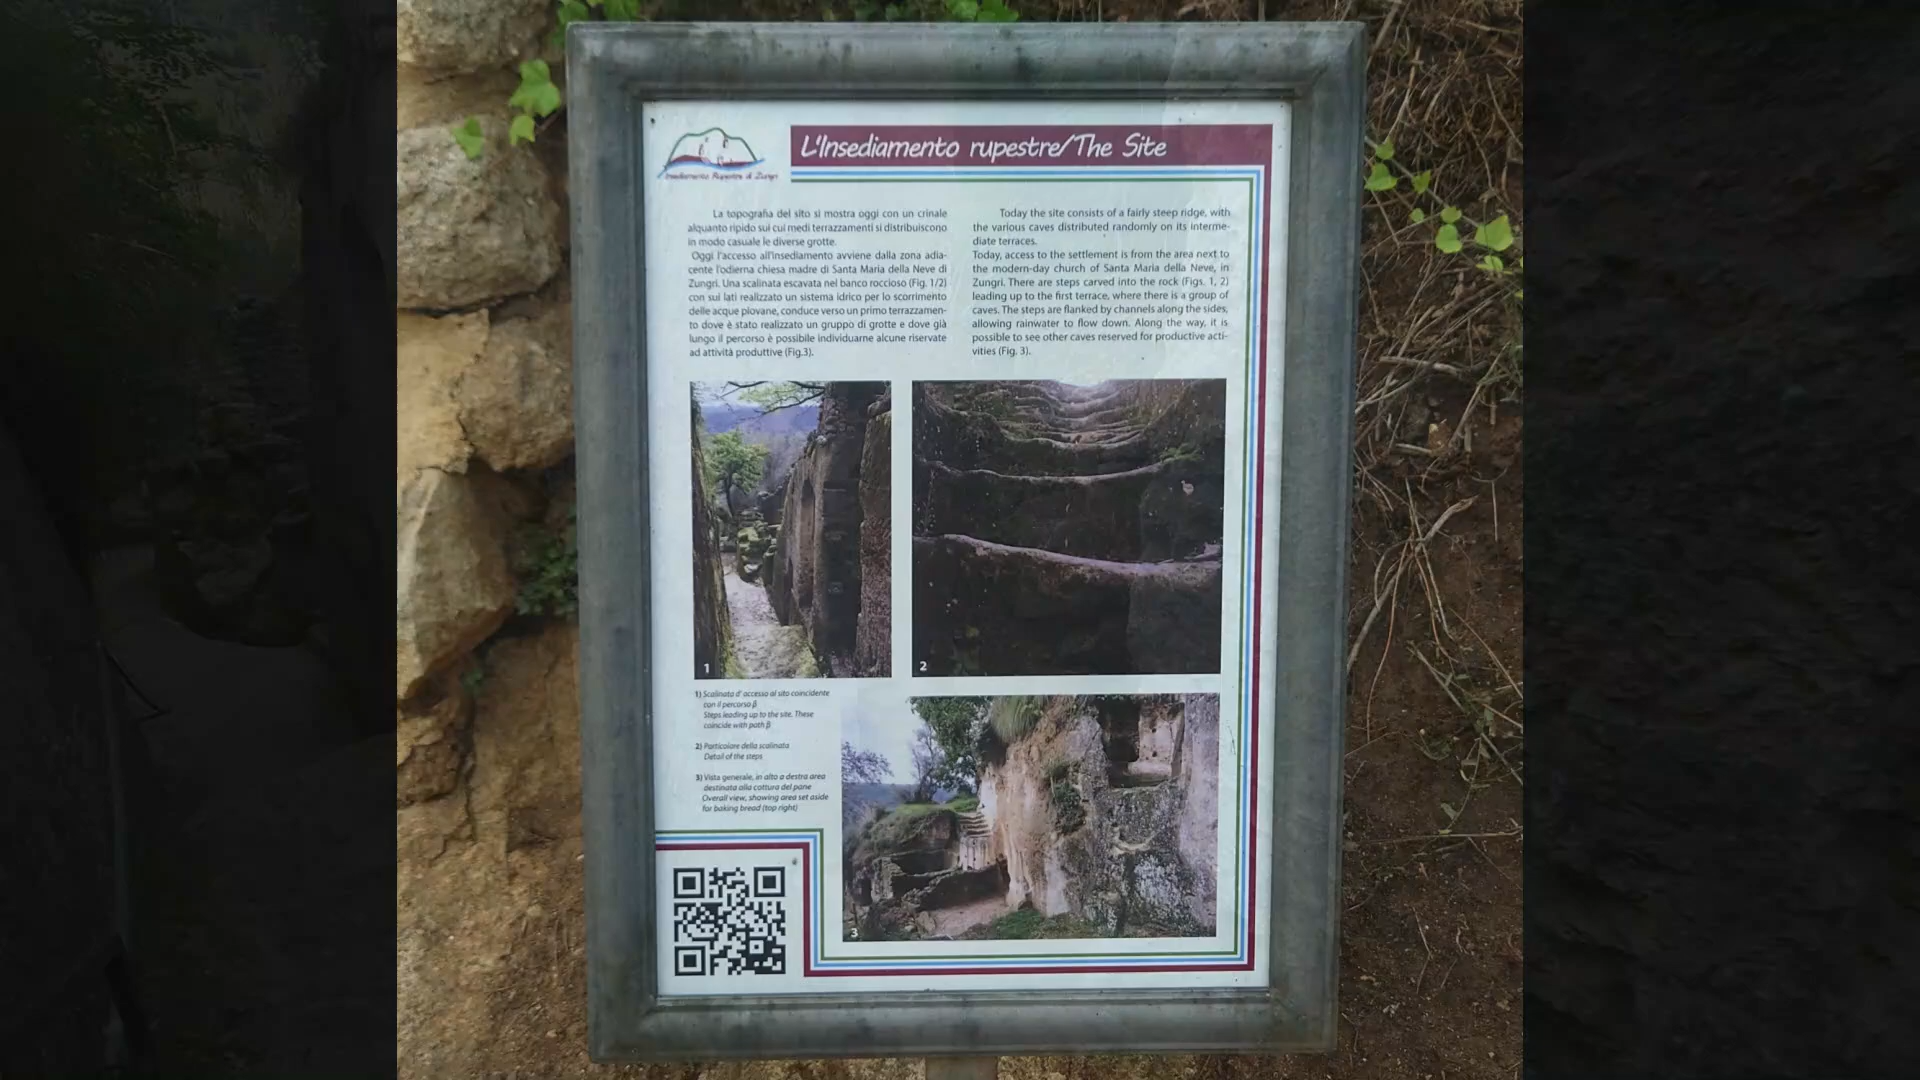 L'Insediamento rupestre/The Site
Insediamento Rupestre di Zungri
La topografia del sito si mostra oggi con un crinale
alquanto ripido sui cui medi terrazzamenti si distribuiscono
in modo casuale le diverse grotte.
Oggi l'accesso all'insediamento avviene dalla zona adia-
cente l'odierna chiesa madre di Santa Maria della Neve di
Zungri. Una scalinata escavata nel banco roccioso (Fig. 1/2)
con sui lati realizzato un sistema idrico per lo scorrimento
delle acque piovane, conduce verso un primo terrazzamen-
to dove è stato realizzato un gruppo di grotte e dove già
lungo il percorso è possibile individuarne alcune riservate
ad attività produttive (Fig.3).
Today the site consists of a fairly steep ridge, with
the various caves distributed randomly on its interme-
diate terraces.
Today, access to the settlement is from the area next to
the modern-day church of Santa Maria della Neve, in
Zungri. There are steps carved into the rock (Figs. 1, 2)
leading up to the first terrace, where there is a group of
caves. The steps are flanked by channels along the sides,
allowing rainwater to flow down. Along the way, it is
possible to see other caves reserved for productive acti-
vities (Fig. 3).
1
2
1) Scalinata d' accesso al sito coincidente
con il percorso β
Steps leading up to the site. These
coincide with path β
2) Particolare della scalinata
Detail of the steps
3) Vista generale, in alto a destra area
destinata alla cottura del pane
Overall view, showing area set aside
for baking bread (top right)
3